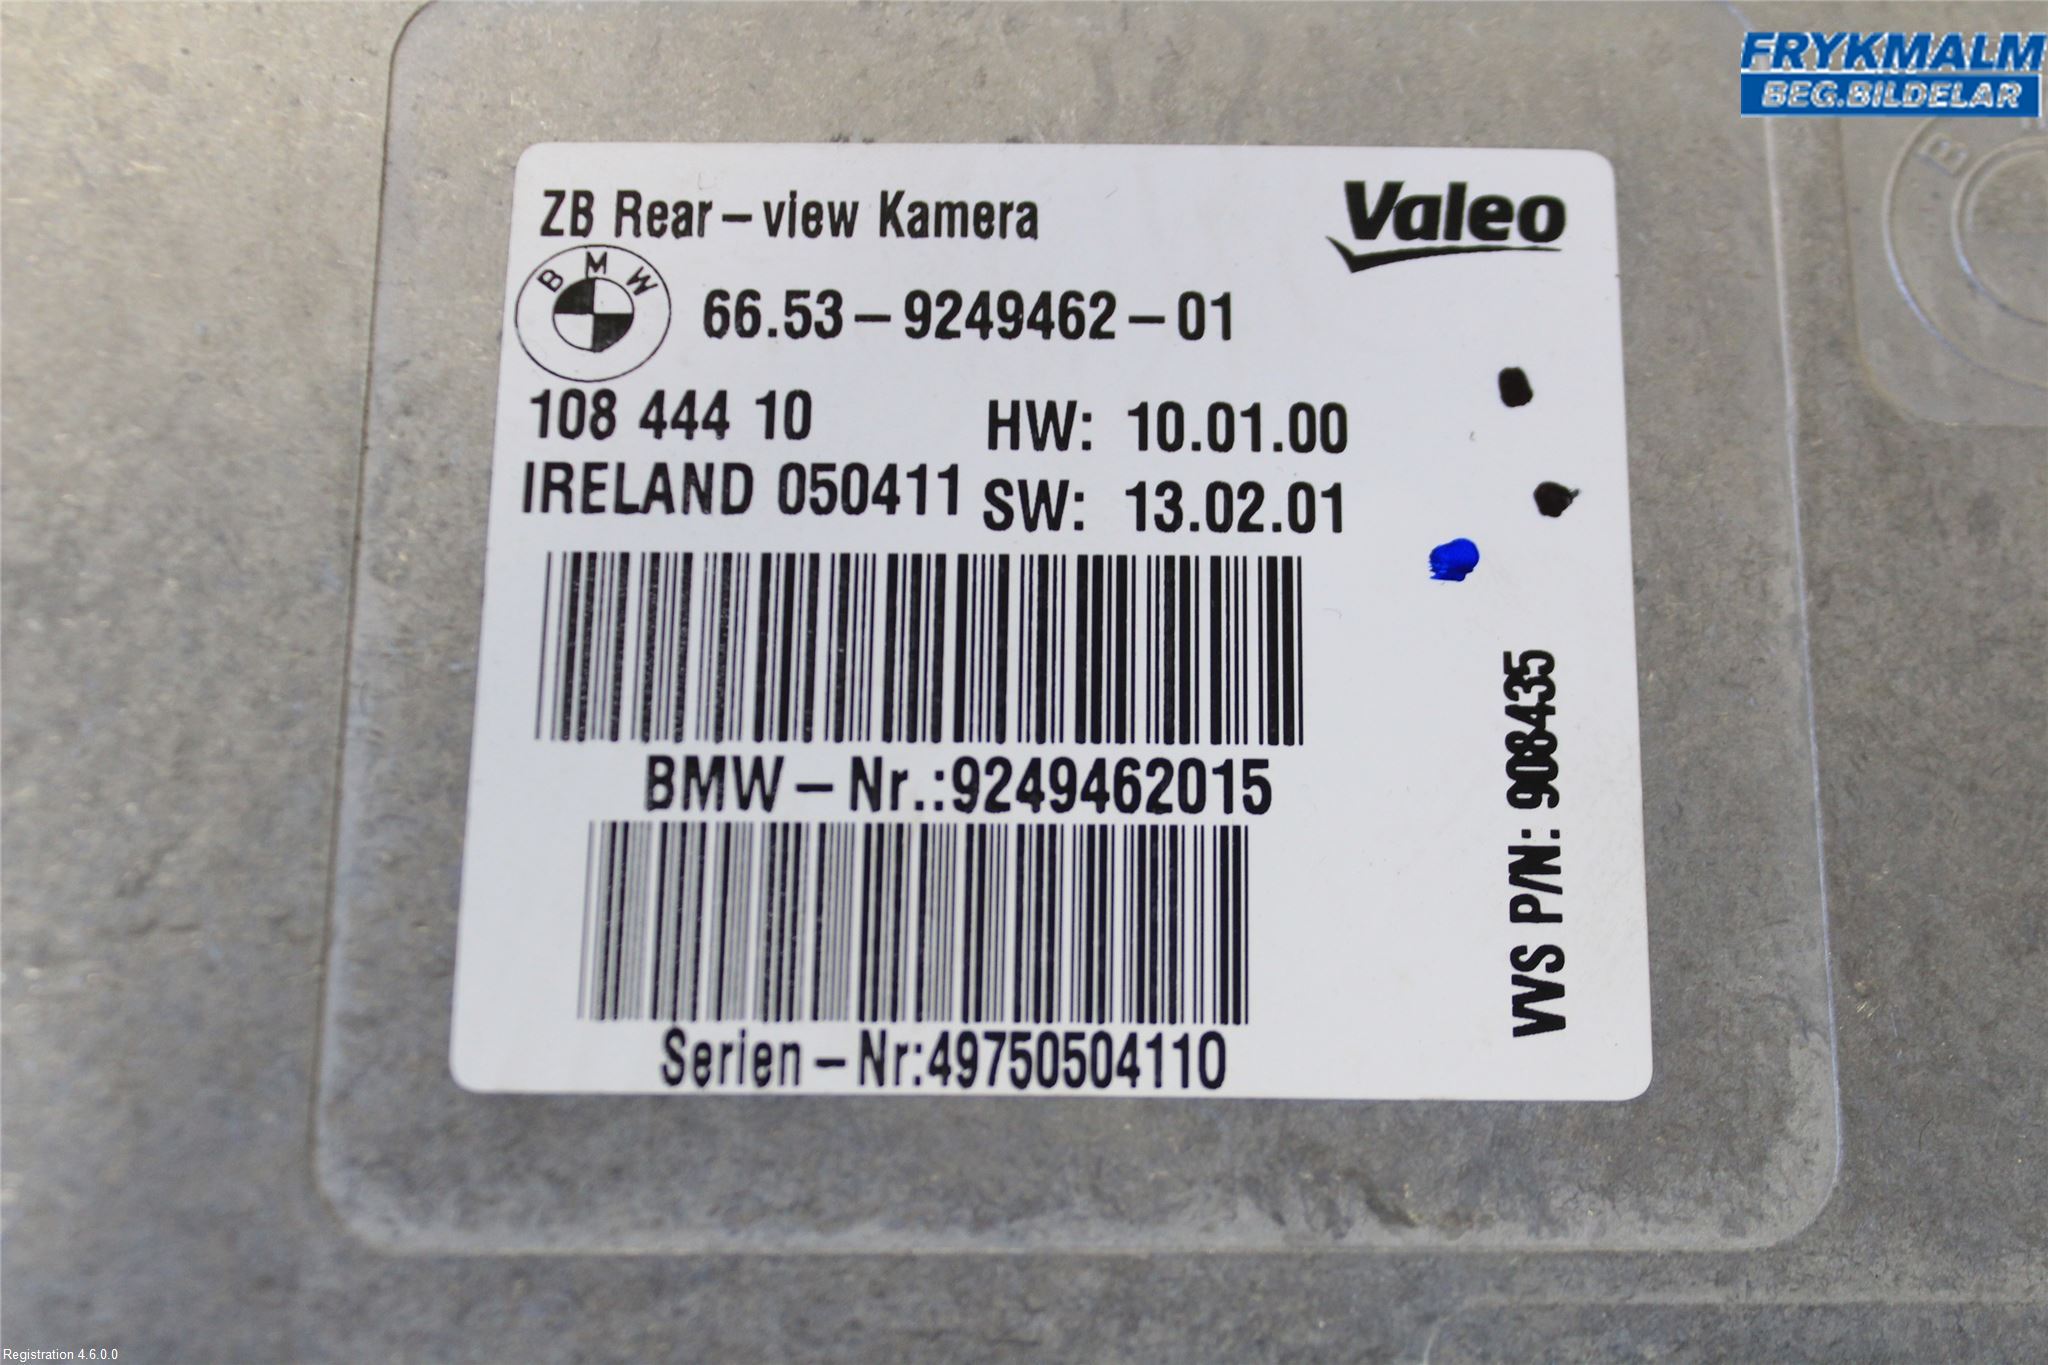 FRYKMALM
BEG.BILDELAR
B
ZB Rear-view Kamera
Valeo
BMW
66.53-9249462-01
108 444 10
HW: 10.01.00
IRELAND 050411
SW: 13.02.01
BMW-Nr.:9249462015
Serien-Nr:49750504110
VVS P/N: 908435
Registration 4.6.0.0